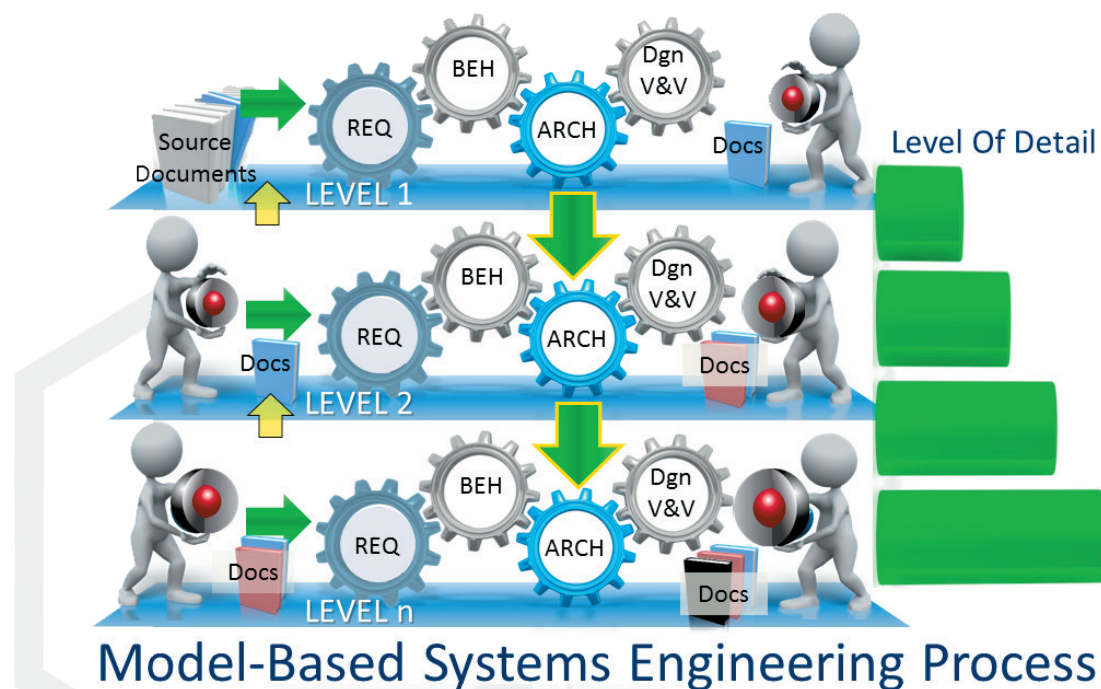 BEH
Dgn
V&V
REQ
ARCH
Source
Documents
Docs
Level Of Detail
LEVEL 1
BEH
Dgn
V&V
REQ
ARCH
Docs
Docs
LEVEL 2
BEH
Dgn
V&V
REQ
ARCH
Docs
Docs
LEVEL n
Model-Based Systems Engineering Process